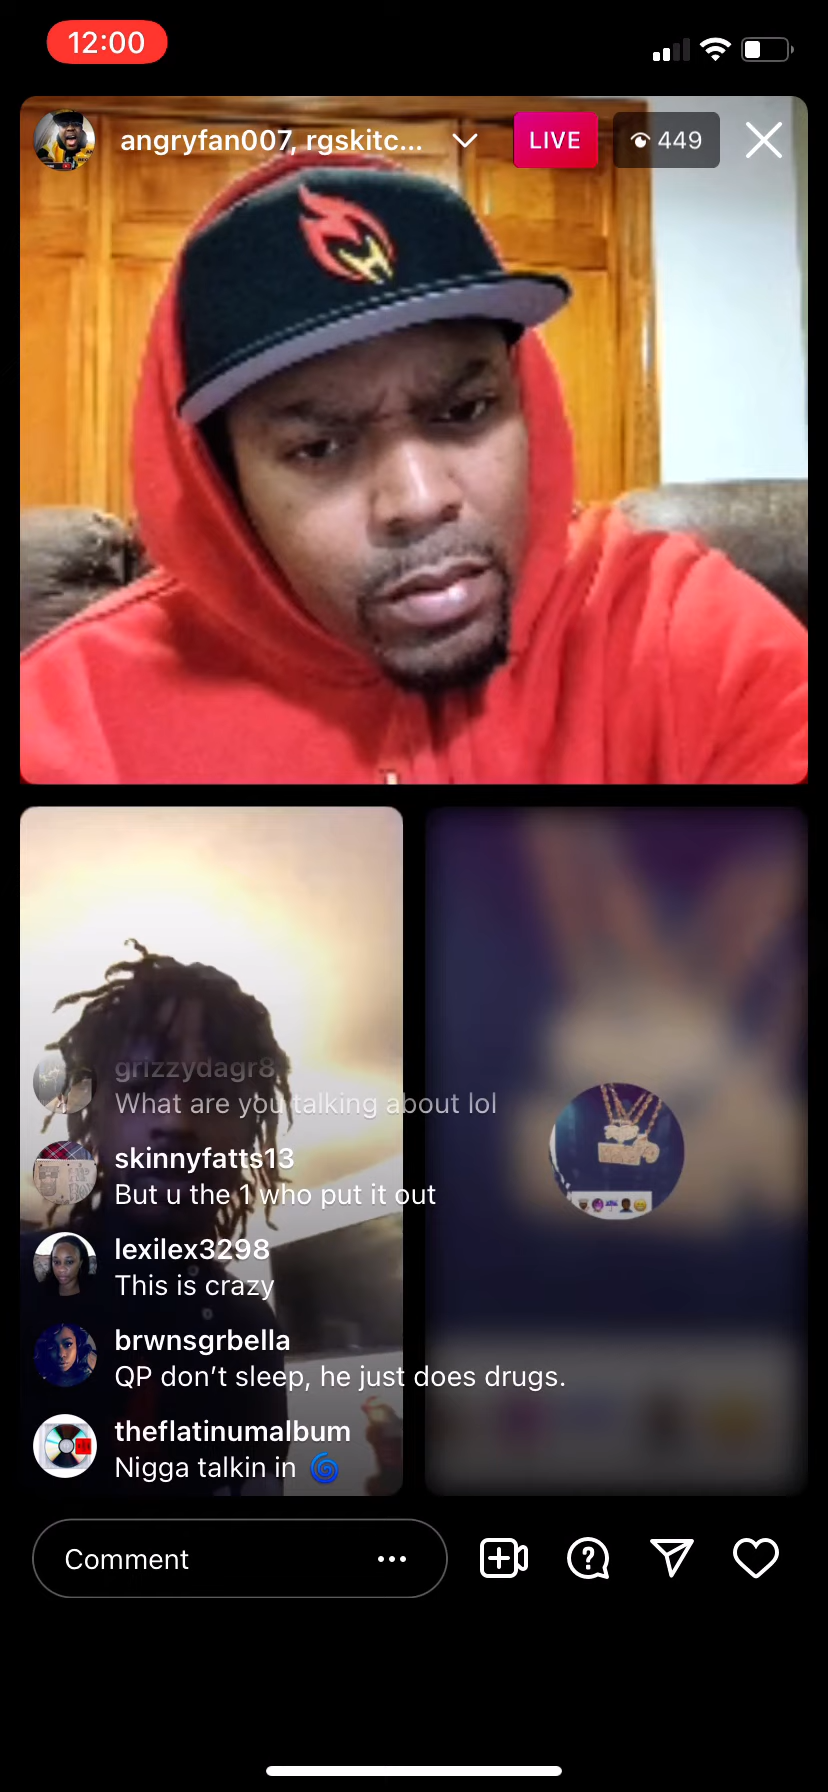 12:00
angryfan007, rgskitc...
LIVE
449
grizzydagr8
What are you talking about lol
skinnyfatts13
But u the 1 who put it out
lexilex3298
This is crazy
brwnsgrbella
QP don’t sleep, he just does drugs.
theflatinumalbum
Nigga talkin in 🌀
Comment